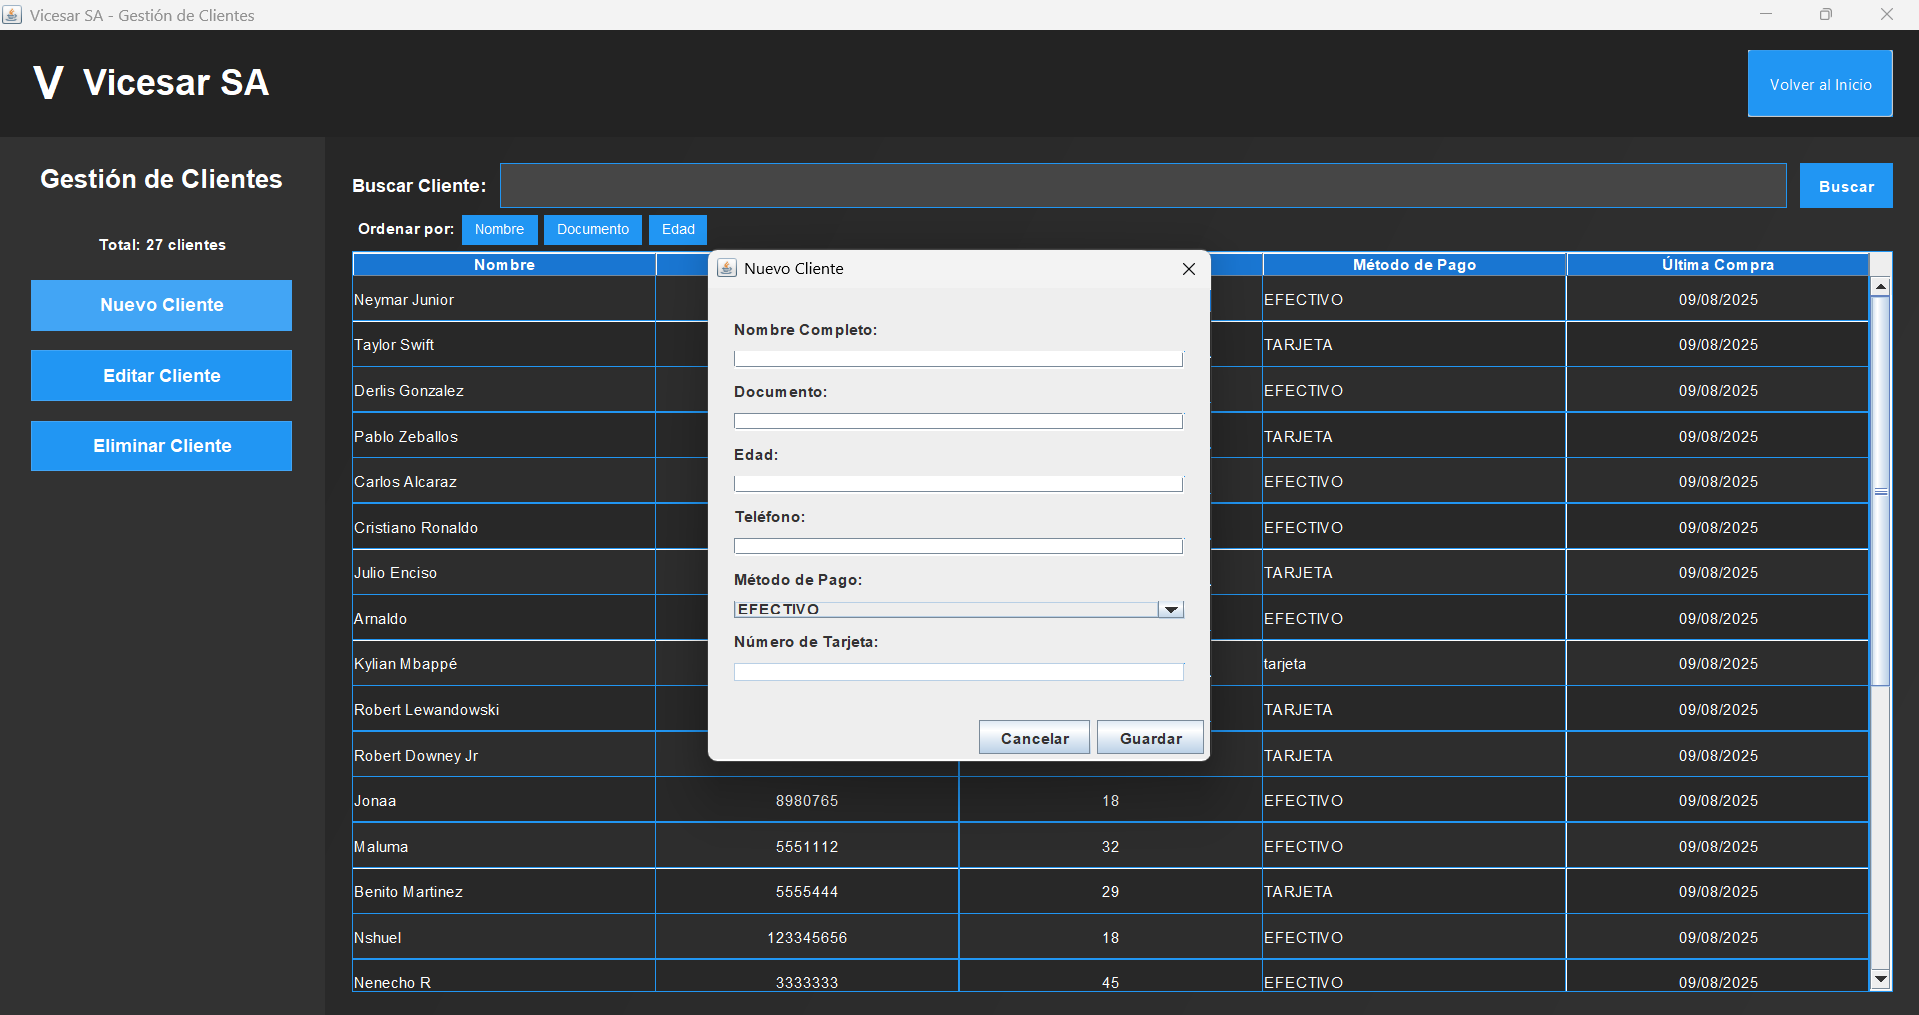 Vicesar SA - Gestión de Clientes
V Vicesar SA
Volver al Inicio
Gestión de Clientes
Total: 27 clientes
Nuevo Cliente
Editar Cliente
Eliminar Cliente
Buscar Cliente:
Buscar
Ordenar por: Nombre Documento Edad
Nombre Método de Pago Última Compra
Neymar Junior EFECTIVO 09/08/2025
Taylor Swift TARJETA 09/08/2025
Derlis Gonzalez EFECTIVO 09/08/2025
Pablo Zeballos TARJETA 09/08/2025
Carlos Alcaraz EFECTIVO 09/08/2025
Cristiano Ronaldo EFECTIVO 09/08/2025
Julio Enciso TARJETA 09/08/2025
Arnaldo EFECTIVO 09/08/2025
Kylian Mbappé tarjeta 09/08/2025
Robert Lewandowski TARJETA 09/08/2025
Robert Downey Jr TARJETA 09/08/2025
Jonaa 8980765 18 EFECTIVO 09/08/2025
Maluma 5551112 32 EFECTIVO 09/08/2025
Benito Martinez 5555444 29 TARJETA 09/08/2025
Nshuel 123345656 18 EFECTIVO 09/08/2025
Nenecho R 3333333 45 EFECTIVO 09/08/2025
Nuevo Cliente
Nombre Completo:
Documento:
Edad:
Teléfono:
Método de Pago:
EFECTIVO
Número de Tarjeta:
Cancelar Guardar